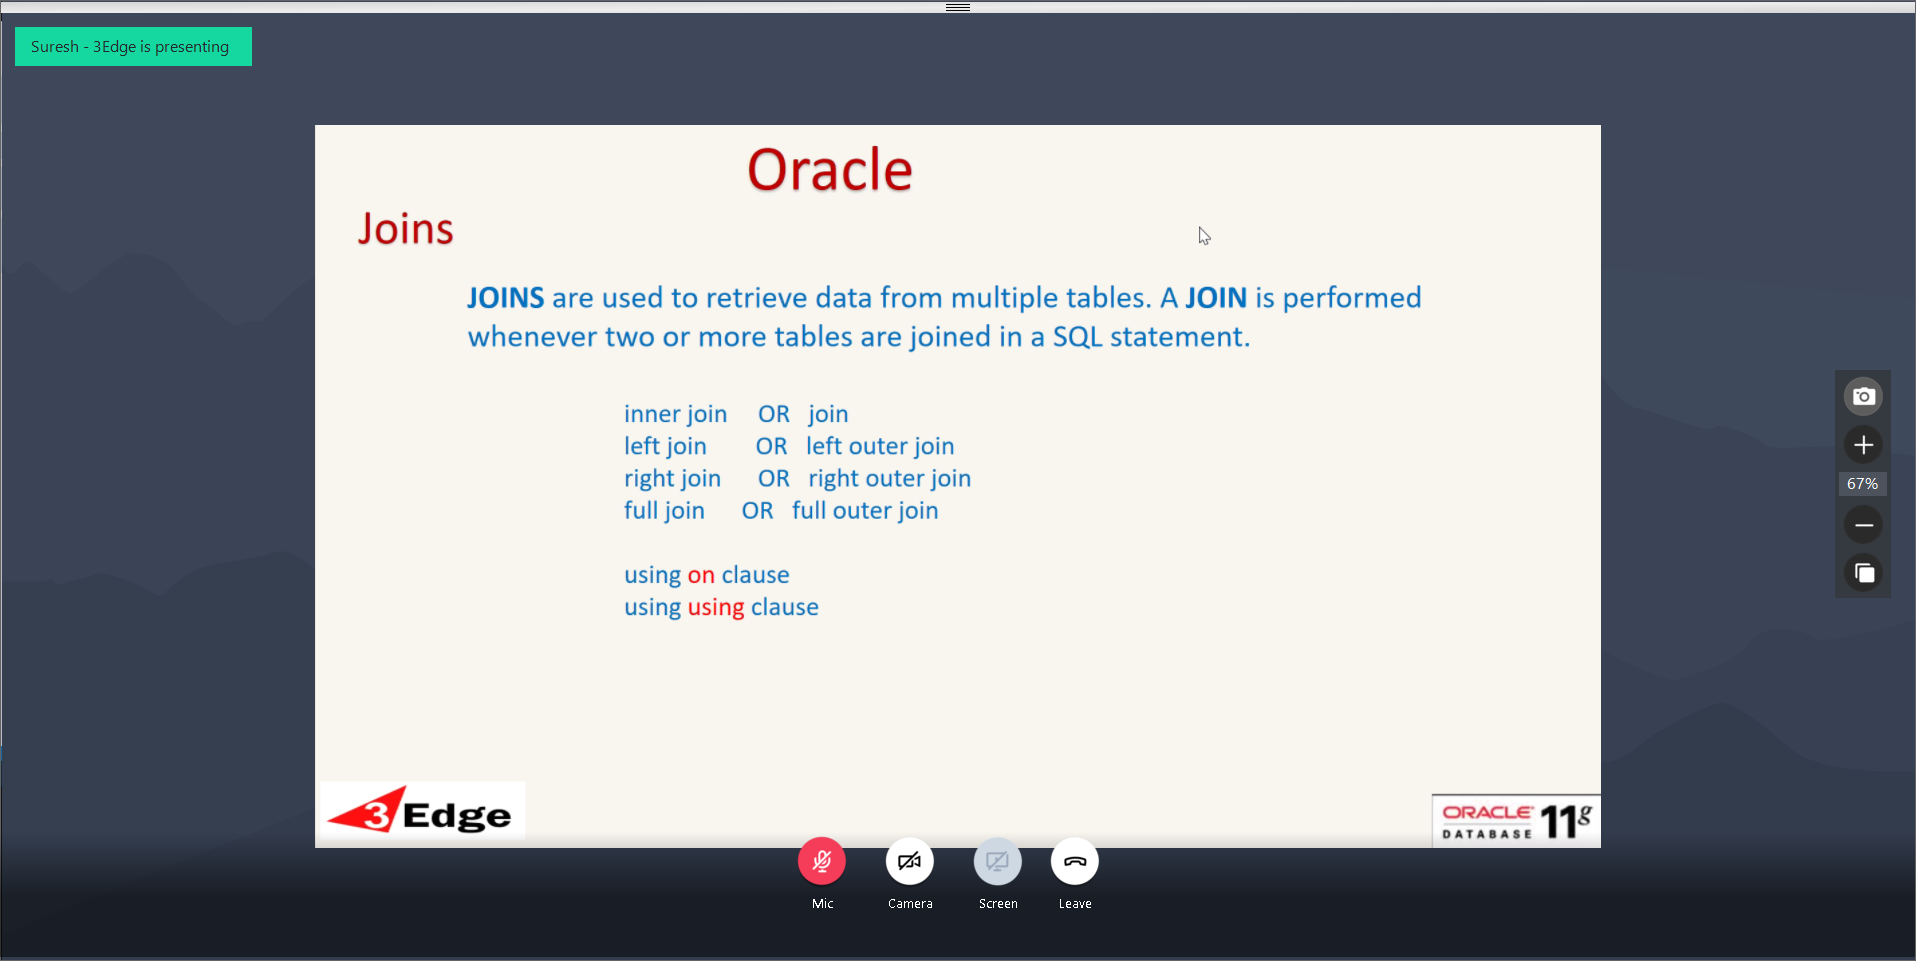 Suresh - 3Edge is presenting
Oracle
Joins
JOINS are used to retrieve data from multiple tables. A JOIN is performed
whenever two or more tables are joined in a SQL statement.
inner join OR join
left join OR left outer join
right join OR right outer join
full join OR full outer join
using on clause
using using clause
67%
3 Edge
ORACLE 11g
DATABASE
Mic Camera Screen Leave